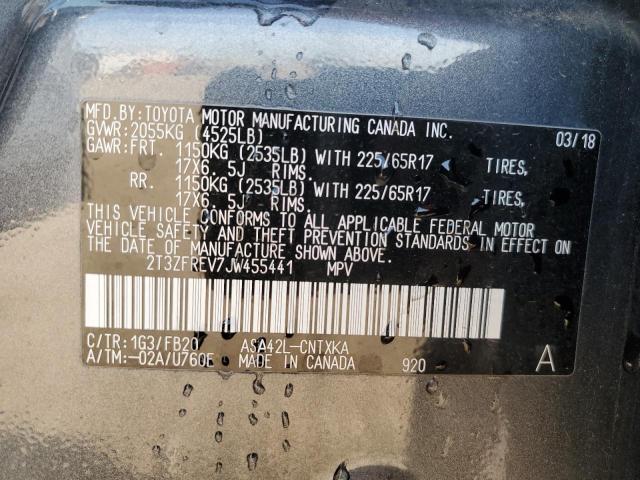 MFD. BY: TOYOTA MOTOR MANUFACTURING CANADA INC.
GVWR: 2055KG (4525LB) 03/18
GAWR: FRT. 1150KG (2535LB) WITH 225/65R17 TIRES,
17X6. 5J RIMS.
RR. 1150KG (2535LB) WITH 225/65R17 TIRES,
17X6. 5J RIMS.
THIS VEHICLE CONFORMS TO ALL APPLICABLE FEDERAL MOTOR
VEHICLE SAFETY AND THEFT PREVENTION STANDARDS IN EFFECT ON
THE DATE OF MANUFACTURE SHOWN ABOVE.
2T3ZFREV7JW455441 MPV
C/TR: 1G3/FB20 ASA42L-CNTXKA
A/TM: -02A/U760E MADE IN CANADA 920 A